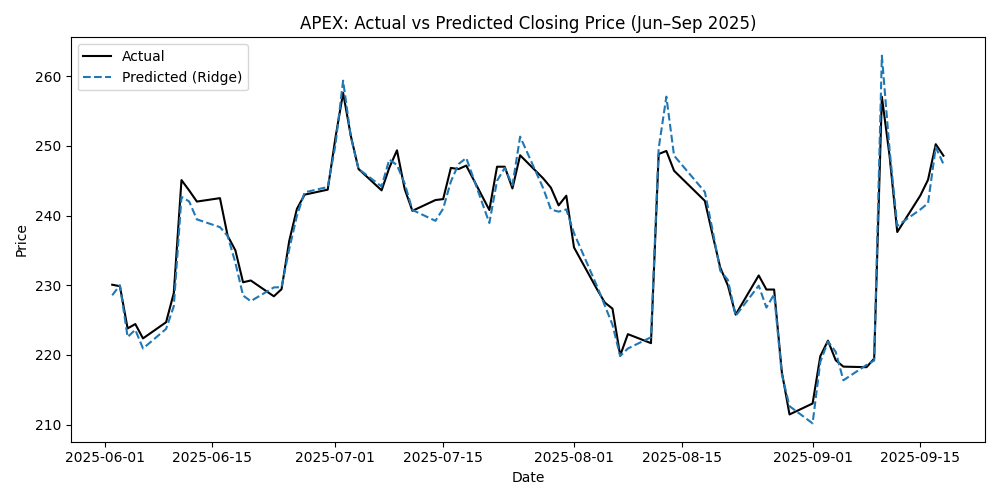 APEX: Actual vs Predicted Closing Price (Jun–Sep 2025)
Actual
Predicted (Ridge)
260
250
240
230
220
210
Price
2025-06-01 2025-06-15 2025-07-01 2025-07-15 2025-08-01 2025-08-15 2025-09-01 2025-09-15
Date